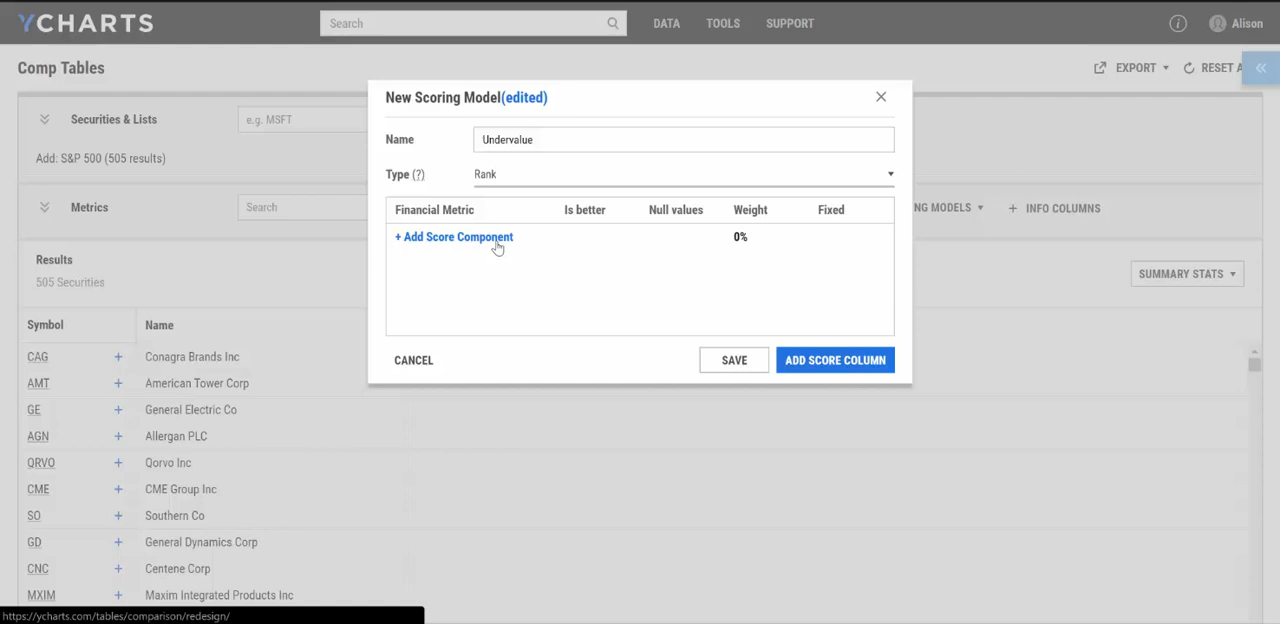 YCHARTS
Search
DATA
TOOLS
SUPPORT
Alison
Comp Tables
EXPORT
RESET A
Securities & Lists
e.g. MSFT
Add: S&P 500 (505 results)
Metrics
Search
NG MODELS
+ INFO COLUMNS
Results
505 Securities
SUMMARY STATS
Symbol Name
CAG + Conagra Brands Inc
AMT + American Tower Corp
GE + General Electric Co
AGN + Allergan PLC
QRVO + Qorvo Inc
CME + CME Group Inc
SO + Southern Co
GD + General Dynamics Corp
CNC + Centene Corp
MXIM + Maxim Integrated Products Inc
New Scoring Model(edited)
Name Undervalue
Type (?) Rank
Financial Metric Is better Null values Weight Fixed
+ Add Score Component 0%
CANCEL SAVE ADD SCORE COLUMN
https://ycharts.com/tables/comparison/redesign/